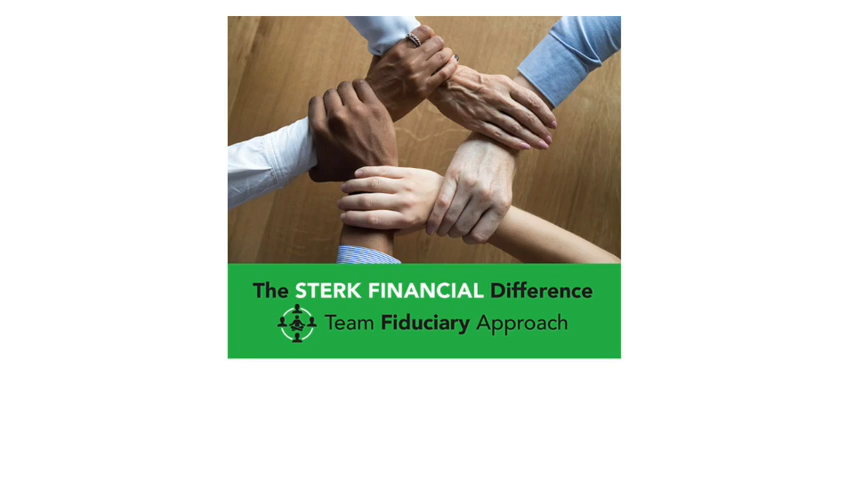 The STERK FINANCIAL Difference
Team Fiduciary Approach